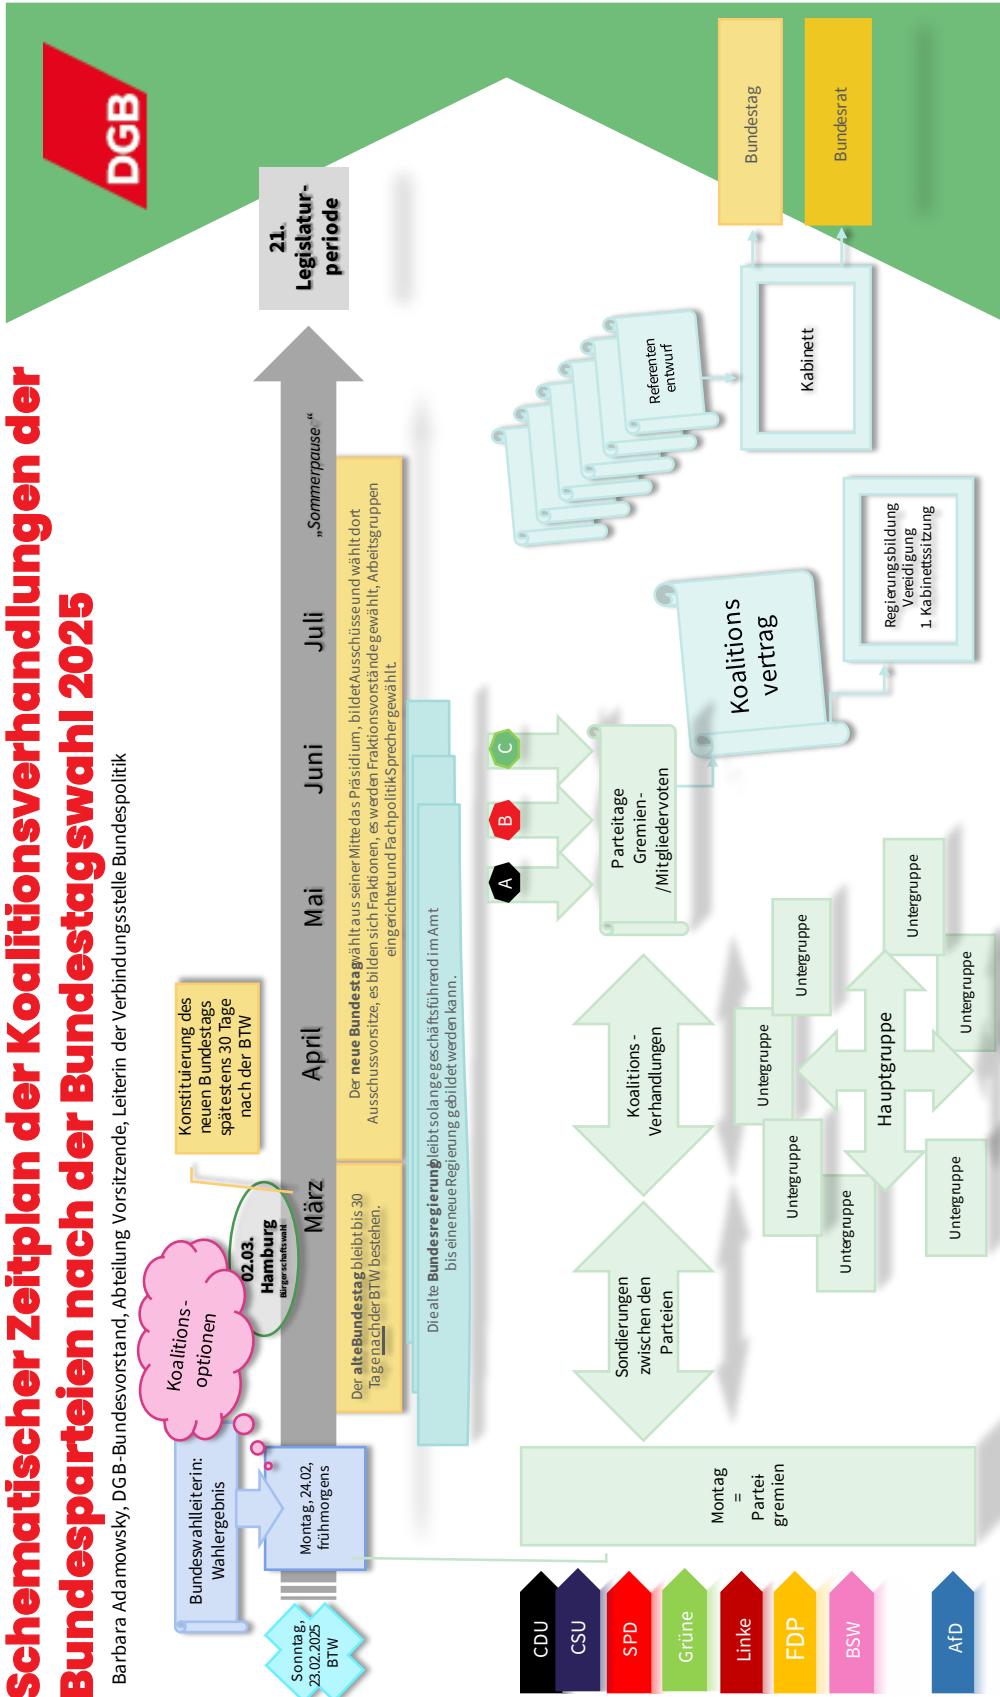 Schematischer Zeitplan der Koalitionsverhandlungen der
Bundesparteien nach der Bundestagswahl 2025
Barbara Adamowsky, DGB-Bundesvorstand, Abteilung Vorsitzende, Leiterin der Verbindungsstelle Bundespolitik
DGB
Bundeswahlleiterin:
Wahlergebnis
Koalitions-
optionen
02.03.
Hamburg
Bürgerschaftswahl
Konstituierung des
neuen Bundestags
spätestens 30 Tage
nach der BTW
Sonntag,
23.02.2025
BTW
Montag, 24.02,
frühmorgens
März
April
Mai
Juni
Juli
„Sommerpause“
21.
Legislatur-
periode
Der alte Bundestag bleibt bis 30
Tage nach der BTW bestehen.
Der neue Bundestag wählt aus seiner Mitte das Präsidium, bildet Ausschüsse und wählt dort
Ausschussvorsitze, es bilden sich Fraktionen, es werden Fraktionsvorstände gewählt, Arbeitsgruppen
eingerichtet und Fachpolitik Sprecher gewählt.
Die alte Bundesregierung bleibt solange geschäftsführend im Amt
bis eine neue Regierung gebildet werden kann.
A
B
C
CDU
CSU
SPD
Grüne
Linke
FDP
BSW
AfD
Montag
=
Partei-
gremien
Sondierungen
zwischen den
Parteien
Koalitions -
Verhandlungen
Parteitage
Gremien-
/Mitgliedervoten
Koalitions
vertrag
Referenten
entwurf
Untergruppe
Untergruppe
Untergruppe
Untergruppe
Hauptgruppe
Untergruppe
Untergruppe
Untergruppe
Regierungsbildung
Vereidigung
1. Kabinettssitzung
Kabinett
Bundestag
Bundesrat